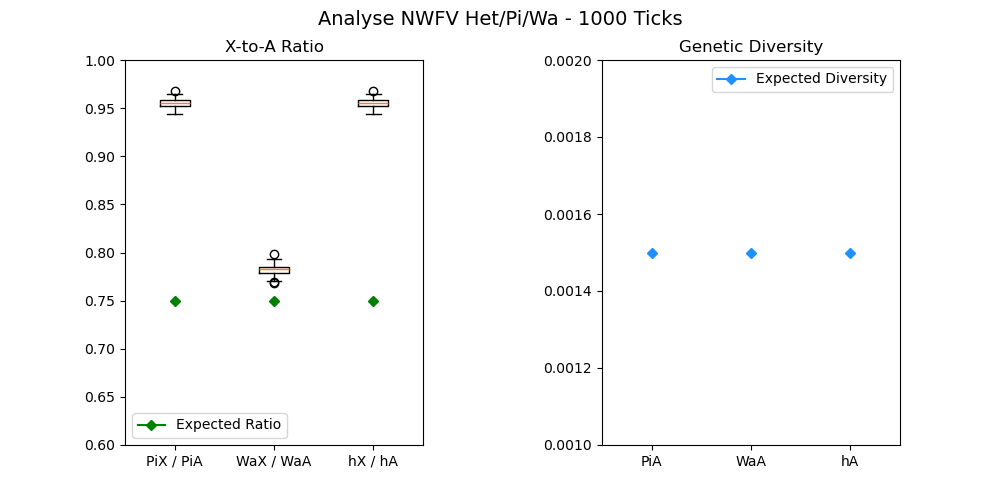 Analyse NWFV Het/Pi/Wa - 1000 Ticks
X-to-A Ratio
1.00
0.95
0.90
0.85
0.80
0.75
0.70
0.65
0.60
Expected Ratio
PiX / PiA
WaX / WaA
hX / hA
Genetic Diversity
0.0020
0.0018
0.0016
0.0014
0.0012
0.0010
Expected Diversity
PiA
WaA
hA